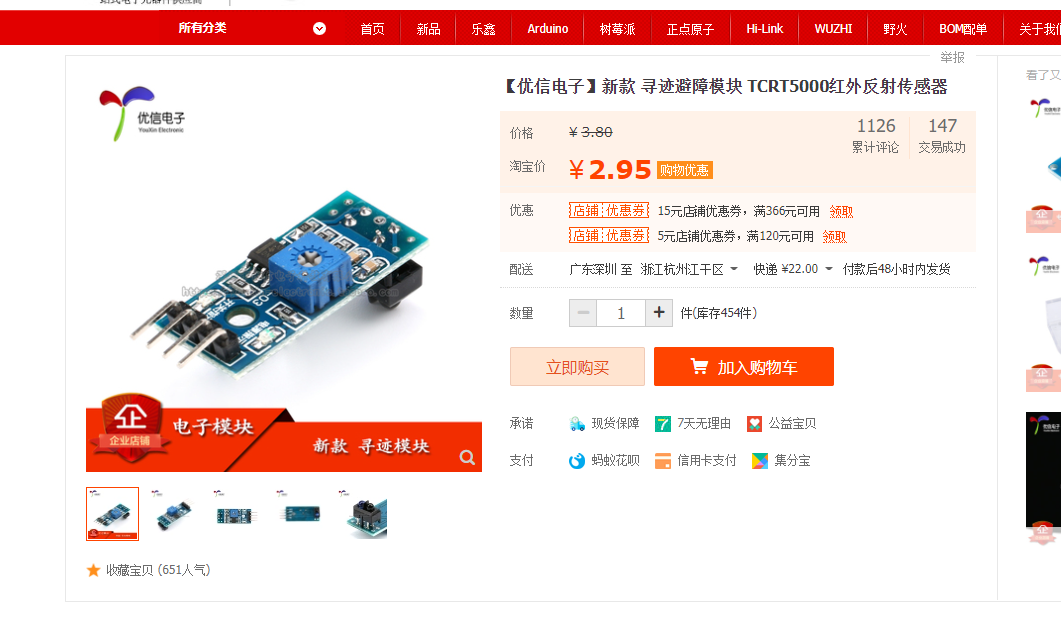 所有分类
首页 新品 乐鑫 Arduino 树莓派 正点原子 Hi-Link WUZHI 野火 BOM配单 关于我们
举报
看了又
优信电子
YouXin Electronic
【优信电子】新款 寻迹避障模块 TCRT5000红外反射传感器
价格 ¥ 3.80
1126 累计评论
147 交易成功
淘宝价 ¥ 2.95 购物优惠
优惠 店铺 优惠券 15元店铺优惠券，满366元可用 领取
店铺 优惠券 5元店铺优惠券，满120元可用 领取
配送 广东深圳 至 浙江杭州江干区 快递 ¥22.00 付款后48小时内发货
数量 − 1 + 件(库存454件)
立即购买 加入购物车
承诺 现货保障 7 7天无理由 公益宝贝
支付 蚂蚁花呗 信用卡支付 集分宝
企
企业店铺
电子模块
新款 寻迹模块
收藏宝贝 (651人气)